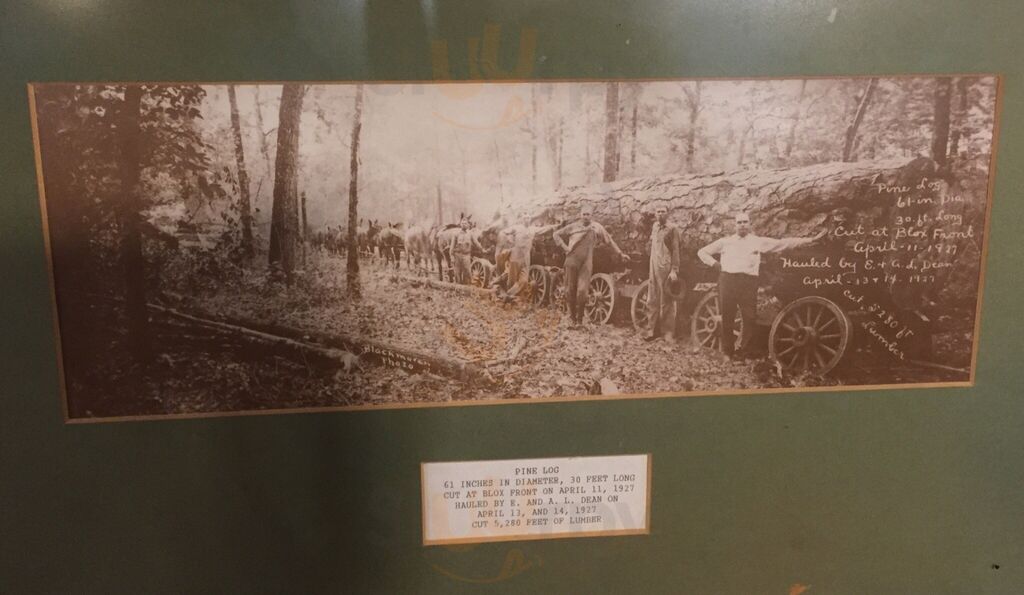 Pine Log
61-in Dia.
30.ft. Long
Cut at Blox Front
April-11-1927
Hauled by E. & A. L. Dean
April-13 & 14. 1927
Cut 5280 ft
Lumber
Photo
PINE LOG
61 INCHES IN DIAMETER, 30 FEET LONG
CUT AT BLOX FRONT ON APRIL 11, 1927
HAULED BY E. AND A. L. DEAN ON
APRIL 13, AND 14, 1927
CUT 5,280 FEET OF LUMBER